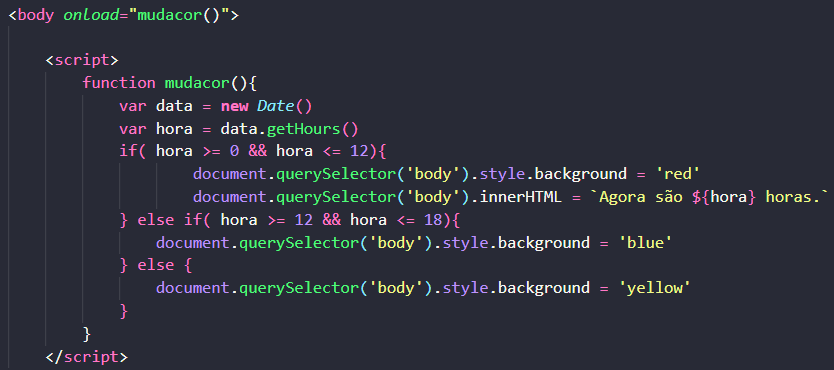 <body onload="mudacor()">
<script>
function mudacor(){
var data = new Date()
var hora = data.getHours()
if( hora >= 0 && hora <= 12){
document.querySelector('body').style.background = 'red'
document.querySelector('body').innerHTML = `Agora são ${hora} horas.`
} else if( hora >= 12 && hora <= 18){
document.querySelector('body').style.background = 'blue'
} else {
document.querySelector('body').style.background = 'yellow'
}
}
</script>